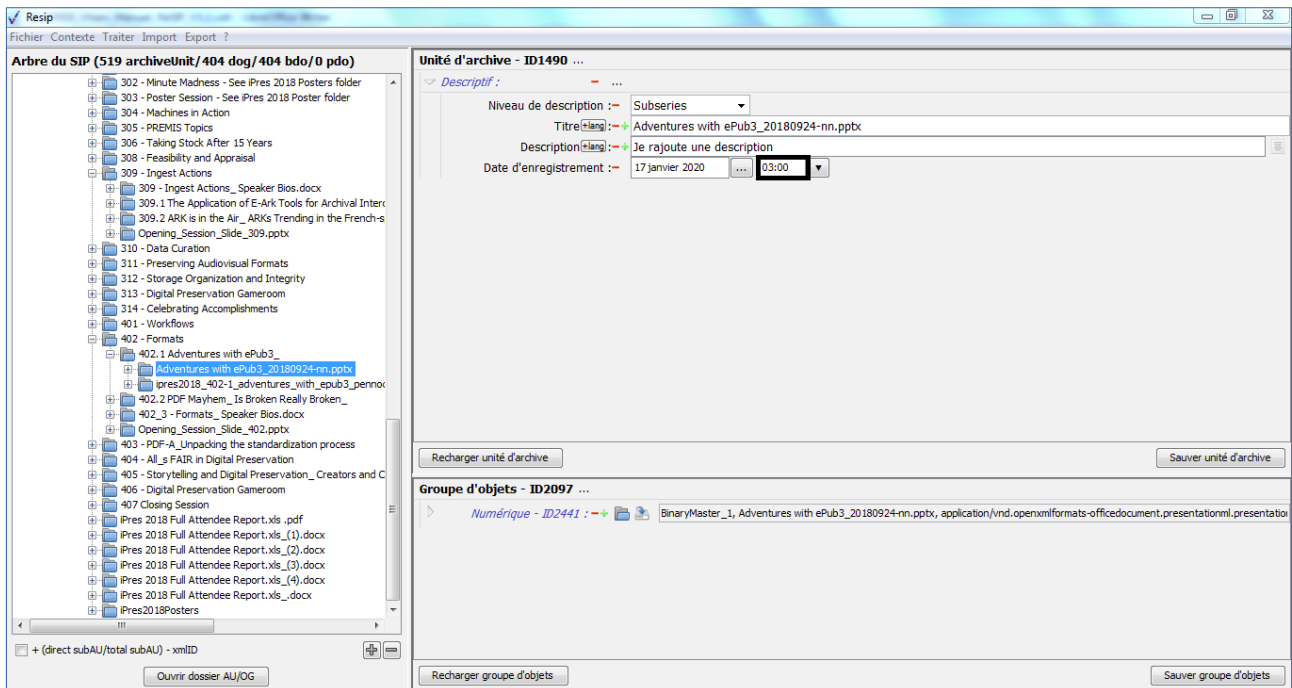 Resip
Fichier Contexte Traiter Import Export ?
Arbre du SIP (519 archiveUnit/404 dog/404 bdo/0 pdo)
302 - Minute Madness - See iPres 2018 Posters folder
303 - Poster Session - See iPres 2018 Poster folder
304 - Machines in Action
305 - PREMIS Topics
306 - Taking Stock After 15 Years
308 - Feasibility and Appraisal
309 - Ingest Actions
309 - Ingest Actions_ Speaker Bios.docx
309.1 The Application of E-Ark Tools for Archival Interc
309.2 ARK is in the Air_ ARKs Trending in the French-s
Opening_Session_Slide_309.pptx
310 - Data Curation
311 - Preserving Audiovisual Formats
312 - Storage Organization and Integrity
313 - Digital Preservation Gameroom
314 - Celebrating Accomplishments
401 - Workflows
402 - Formats
402.1 Adventures with ePub3_
Adventures with ePub3_20180924-nn.pptx
ipres2018_402-1_adventures_with_epub3_pennoc
402.2 PDF Mayhem_ Is Broken Really Broken_
402_3 - Formats_ Speaker Bios.docx
Opening_Session_Slide_402.pptx
403 - PDF-A_Unpacking the standardization process
404 - All_s FAIR in Digital Preservation
405 - Storytelling and Digital Preservation_ Creators and C
406 - Digital Preservation Gameroom
407 Closing Session
iPres 2018 Full Attendee Report.xls .pdf
iPres 2018 Full Attendee Report.xls_(1).docx
iPres 2018 Full Attendee Report.xls_(2).docx
iPres 2018 Full Attendee Report.xls_(3).docx
iPres 2018 Full Attendee Report.xls_(4).docx
iPres 2018 Full Attendee Report.xls_.docx
iPres2018Posters
+ (direct subAU/total subAU) - xmlID
Ouvrir dossier AU/OG
Unité d'archive - ID1490 ...
Descriptif : - ...
Niveau de description :- Subseries
Titre +lang :-+ Adventures with ePub3_20180924-nn.pptx
Description +lang :-+ Je rajoute une description
Date d'enregistrement :- 17 janvier 2020 ... 03:00
Recharger unité d'archive Sauver unité d'archive
Groupe d'objets - ID2097 ...
Numérique - ID2441 : -+ BinaryMaster_1, Adventures with ePub3_20180924-nn.pptx, application/vnd.openxmlformats-officedocument.presentationml.presentation
Recharger groupe d'objets Sauver groupe d'objets